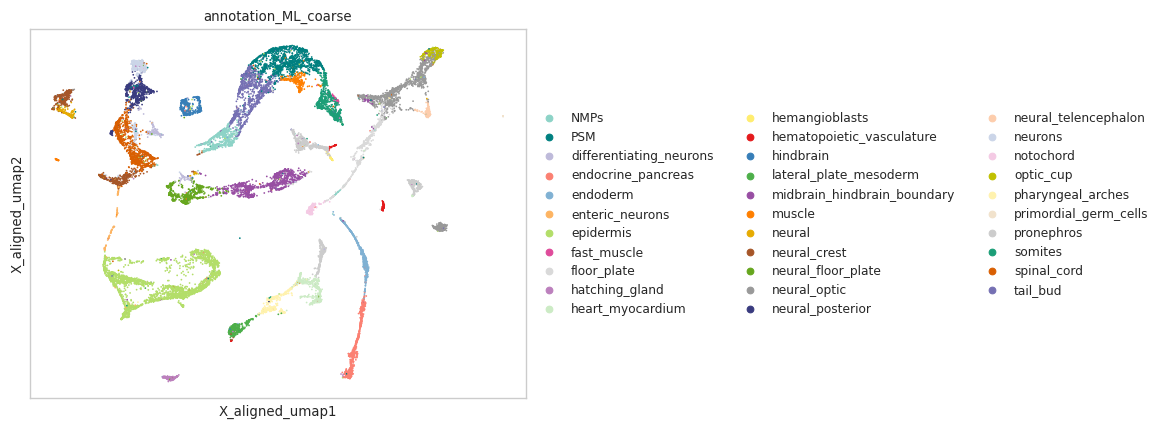 annotation_ML_coarse
X_aligned_umap2
X_aligned_umap1
NMPs
PSM
differentiating_neurons
endocrine_pancreas
endoderm
enteric_neurons
epidermis
fast_muscle
floor_plate
hatching_gland
heart_myocardium
hemangioblasts
hematopoietic_vasculature
hindbrain
lateral_plate_mesoderm
midbrain_hindbrain_boundary
muscle
neural
neural_crest
neural_floor_plate
neural_optic
neural_posterior
neural_telencephalon
neurons
notochord
optic_cup
pharyngeal_arches
primordial_germ_cells
pronephros
somites
spinal_cord
tail_bud